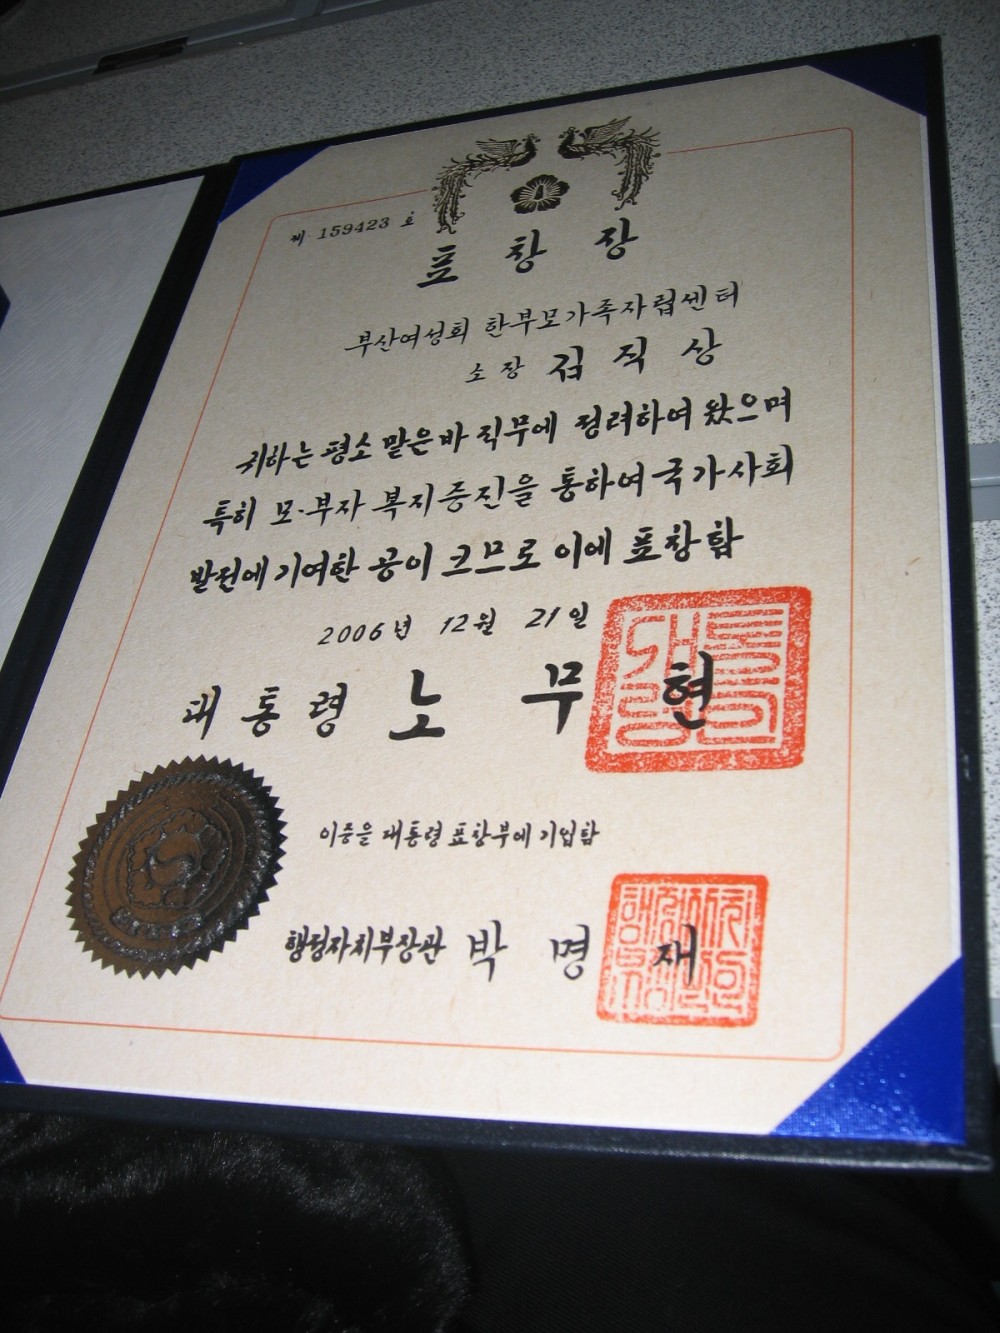 제 159423 호
표창장
부산여성회 한부모가족자립센터
소장 김직상
귀하는 평소 맡은바 직무에 정려하여 왔으며
특히 모·부자 복지증진을 통하여 국가사회
발전에 기여한 공이 크므로 이에 표창함
2006년 12월 21일
대통령 노무현
대통령
이증을 대통령 표창부에 기입함
행정자치부장관 박명재